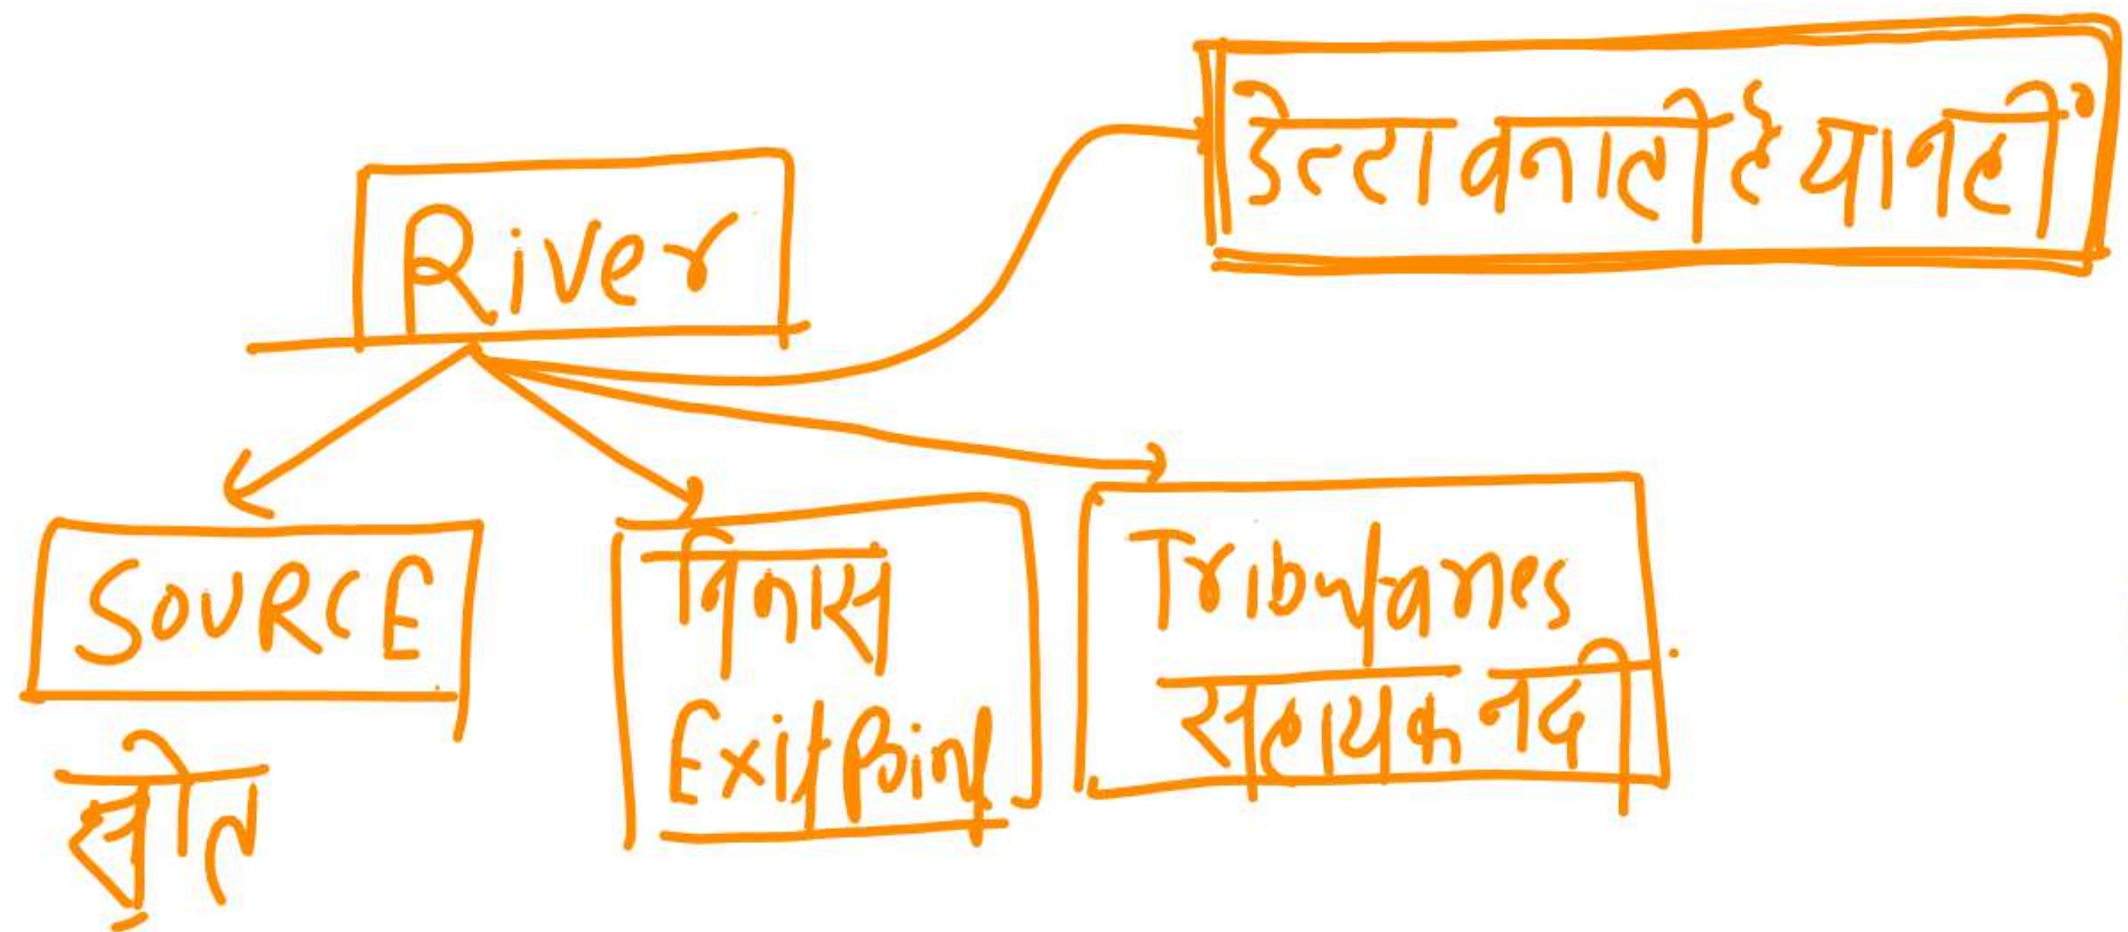 डेल्टा बनाती है या नहीं
River
SOURCE
स्रोत
निकास
Exit Point
Tributaries
सहायक नदी